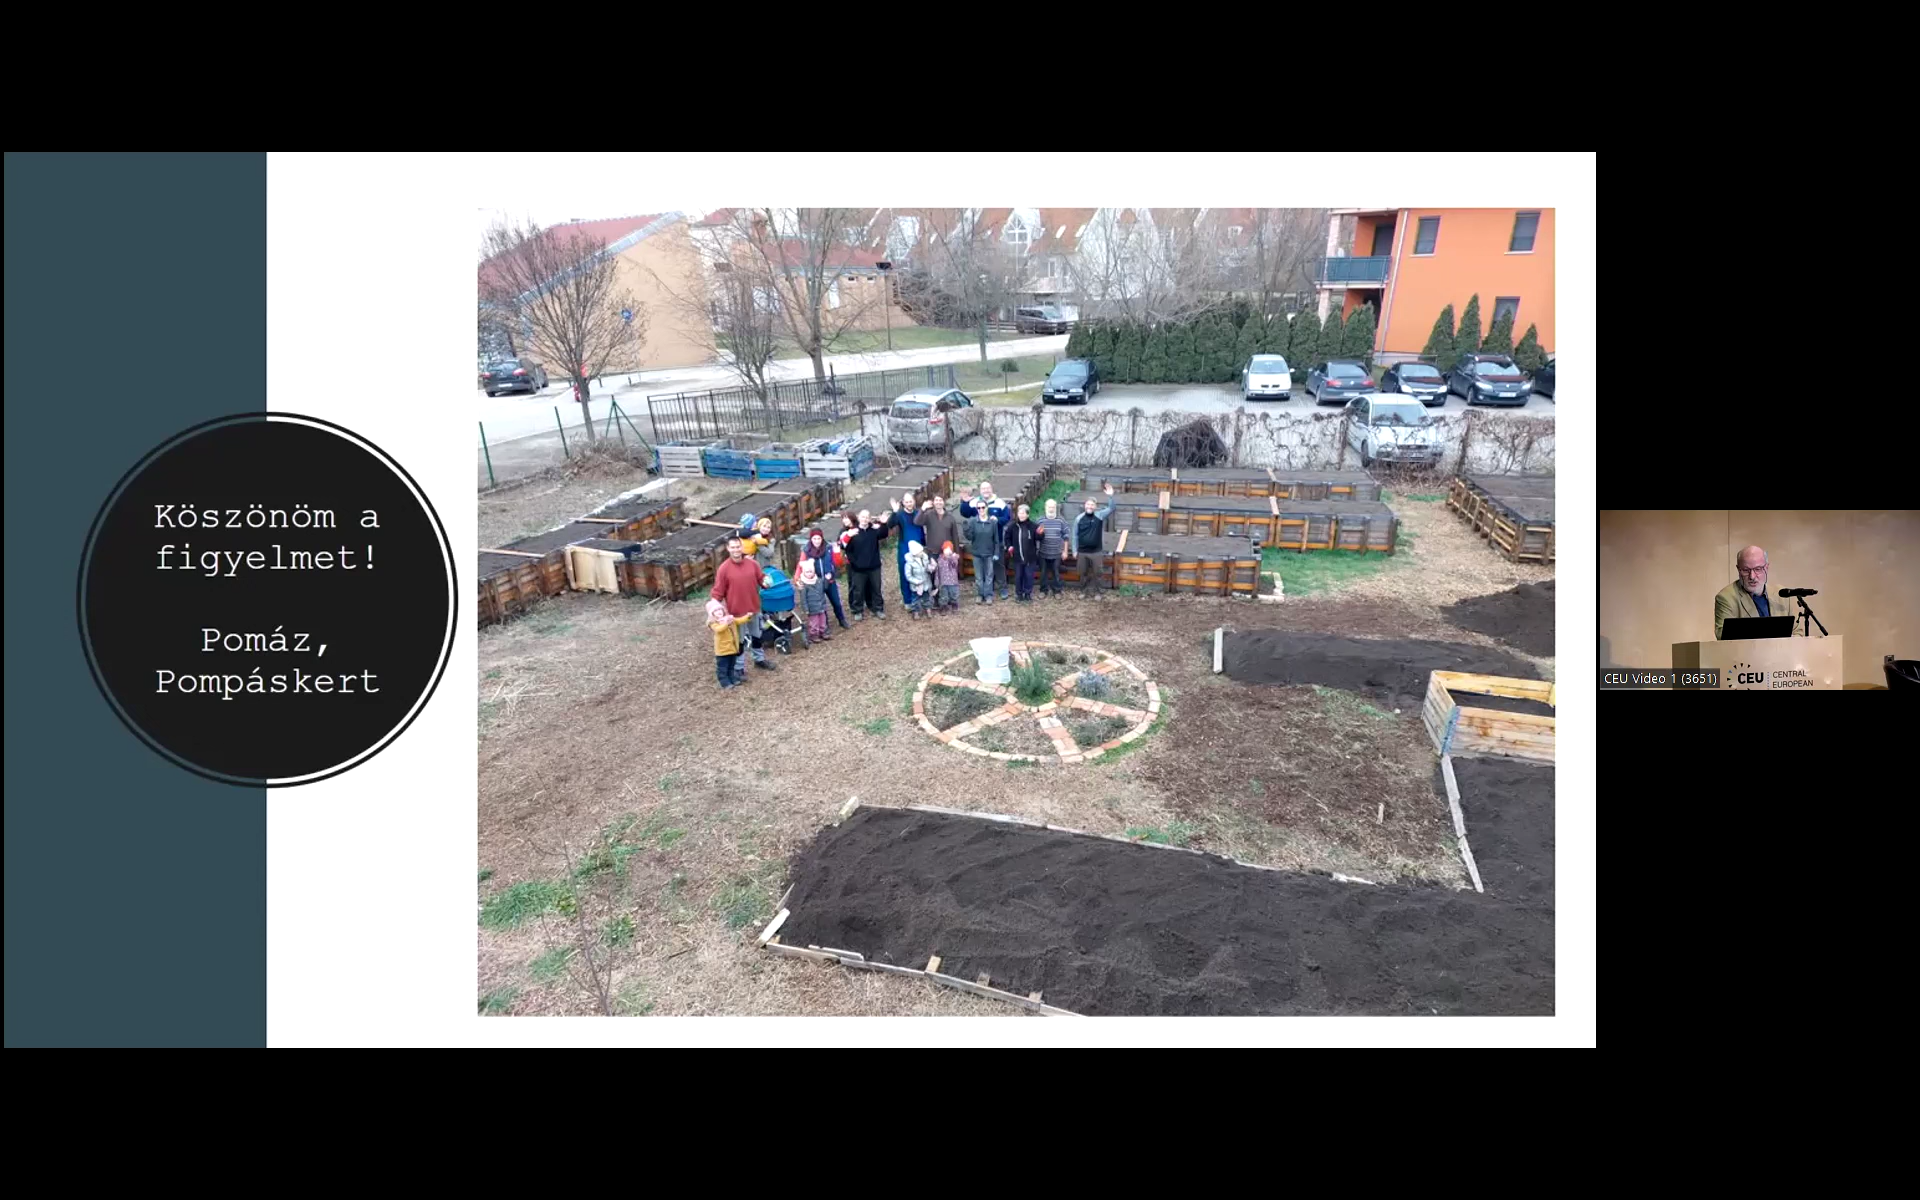 Köszönöm a
figyelmet!
Pomáz,
Pompáskert
CEU Video 1 (3651)
CEU
CENTRAL
EUROPEAN